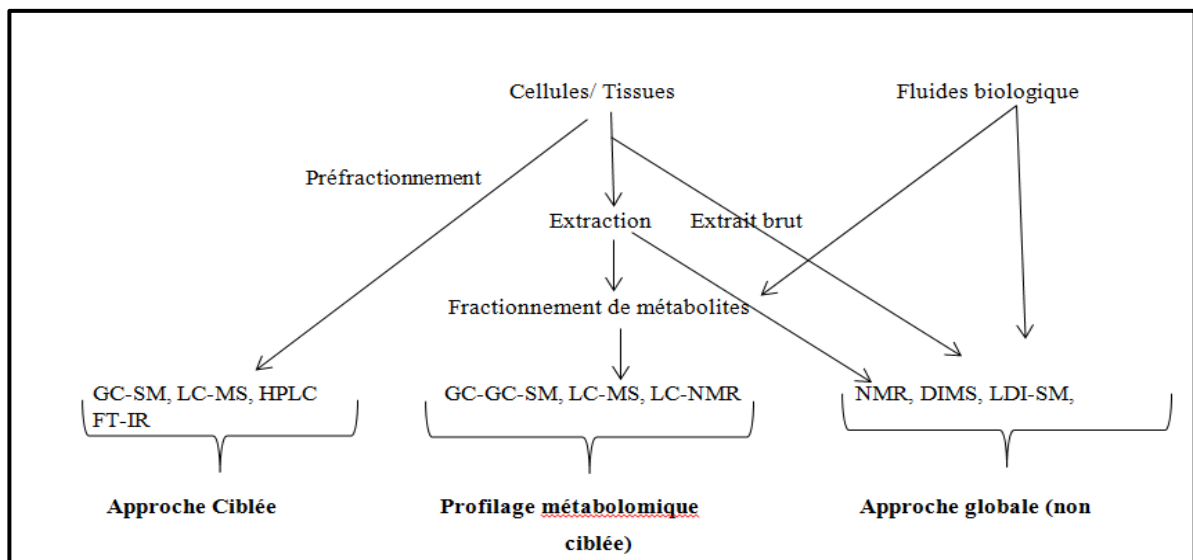 Cellules/ Tissues
Fluides biologique
Préfractionnement
Extraction
Extrait brut
Fractionnement de métabolites
GC-SM, LC-MS, HPLC
FT-IR
GC-GC-SM, LC-MS, LC-NMR
NMR, DIMS, LDI-SM,
Approche Ciblée
Profilage métabolomique
Approche globale (non
ciblée)